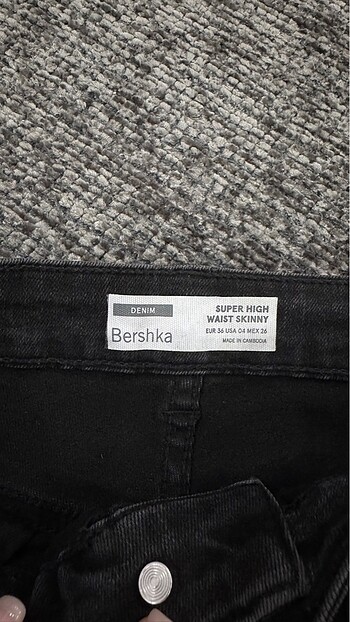 DENIM
Bershka
SUPER HIGH
WAIST SKINNY
EUR 36 USA 04 MEX 26
MADE IN CAMBODIA